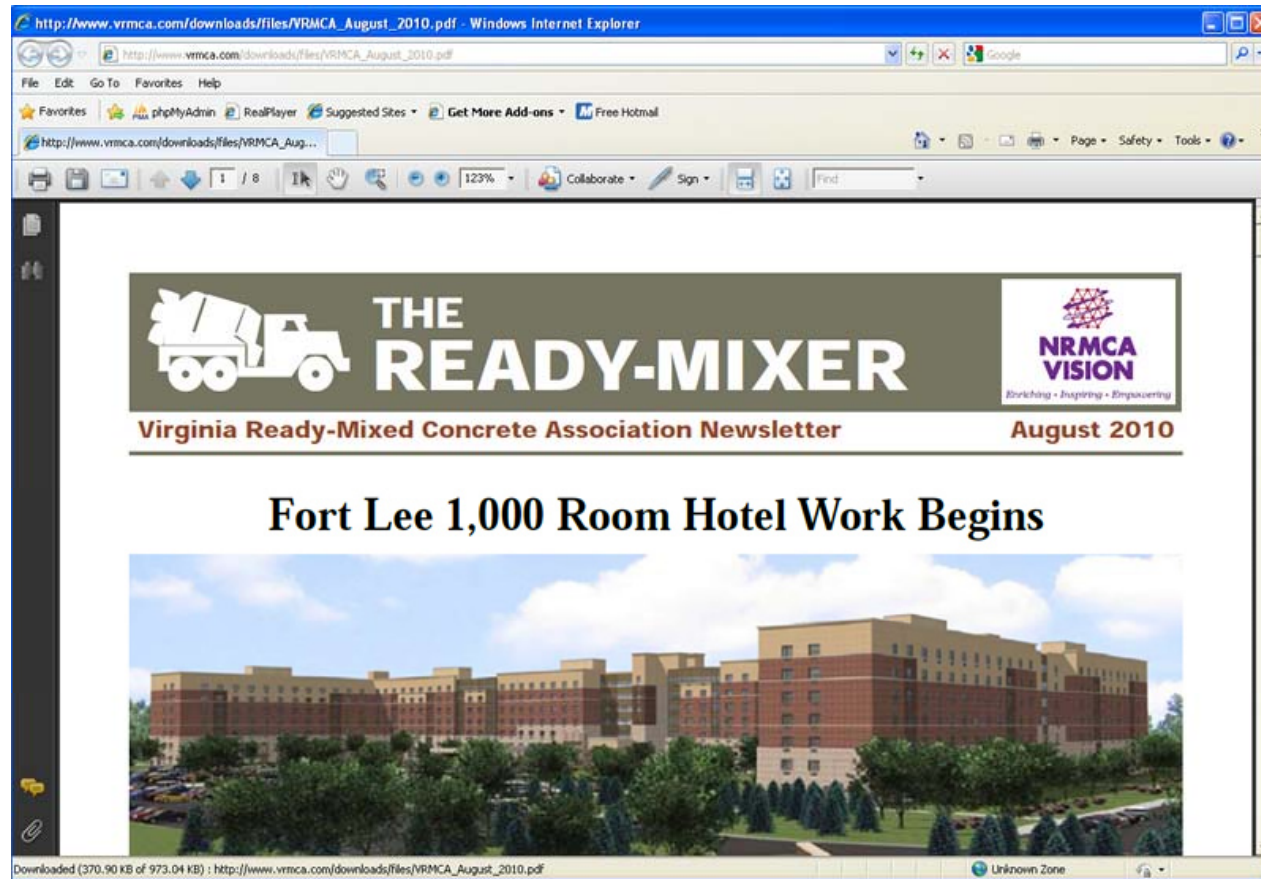 http://www.vrmca.com/downloads/files/VRMCA_August_2010.pdf - Windows Internet Explorer
http://www.vrmca.com/downloads/files/VRMCA_August_2010.pdf
Google
File Edit Go To Favorites Help
Favorites phpMyAdmin RealPlayer Suggested Sites Get More Add-ons Free Hotmail
http://www.vrmca.com/downloads/files/VRMCA_Aug...
Page Safety Tools
1 / 8 123% Collaborate Sign Find
THE
READY-MIXER
NRMCA
VISION
Enriching • Inspiring • Empowering
Virginia Ready-Mixed Concrete Association Newsletter August 2010
Fort Lee 1,000 Room Hotel Work Begins
Downloaded (370.90 KB of 973.04 KB) : http://www.vrmca.com/downloads/files/VRMCA_August_2010.pdf
Unknown Zone